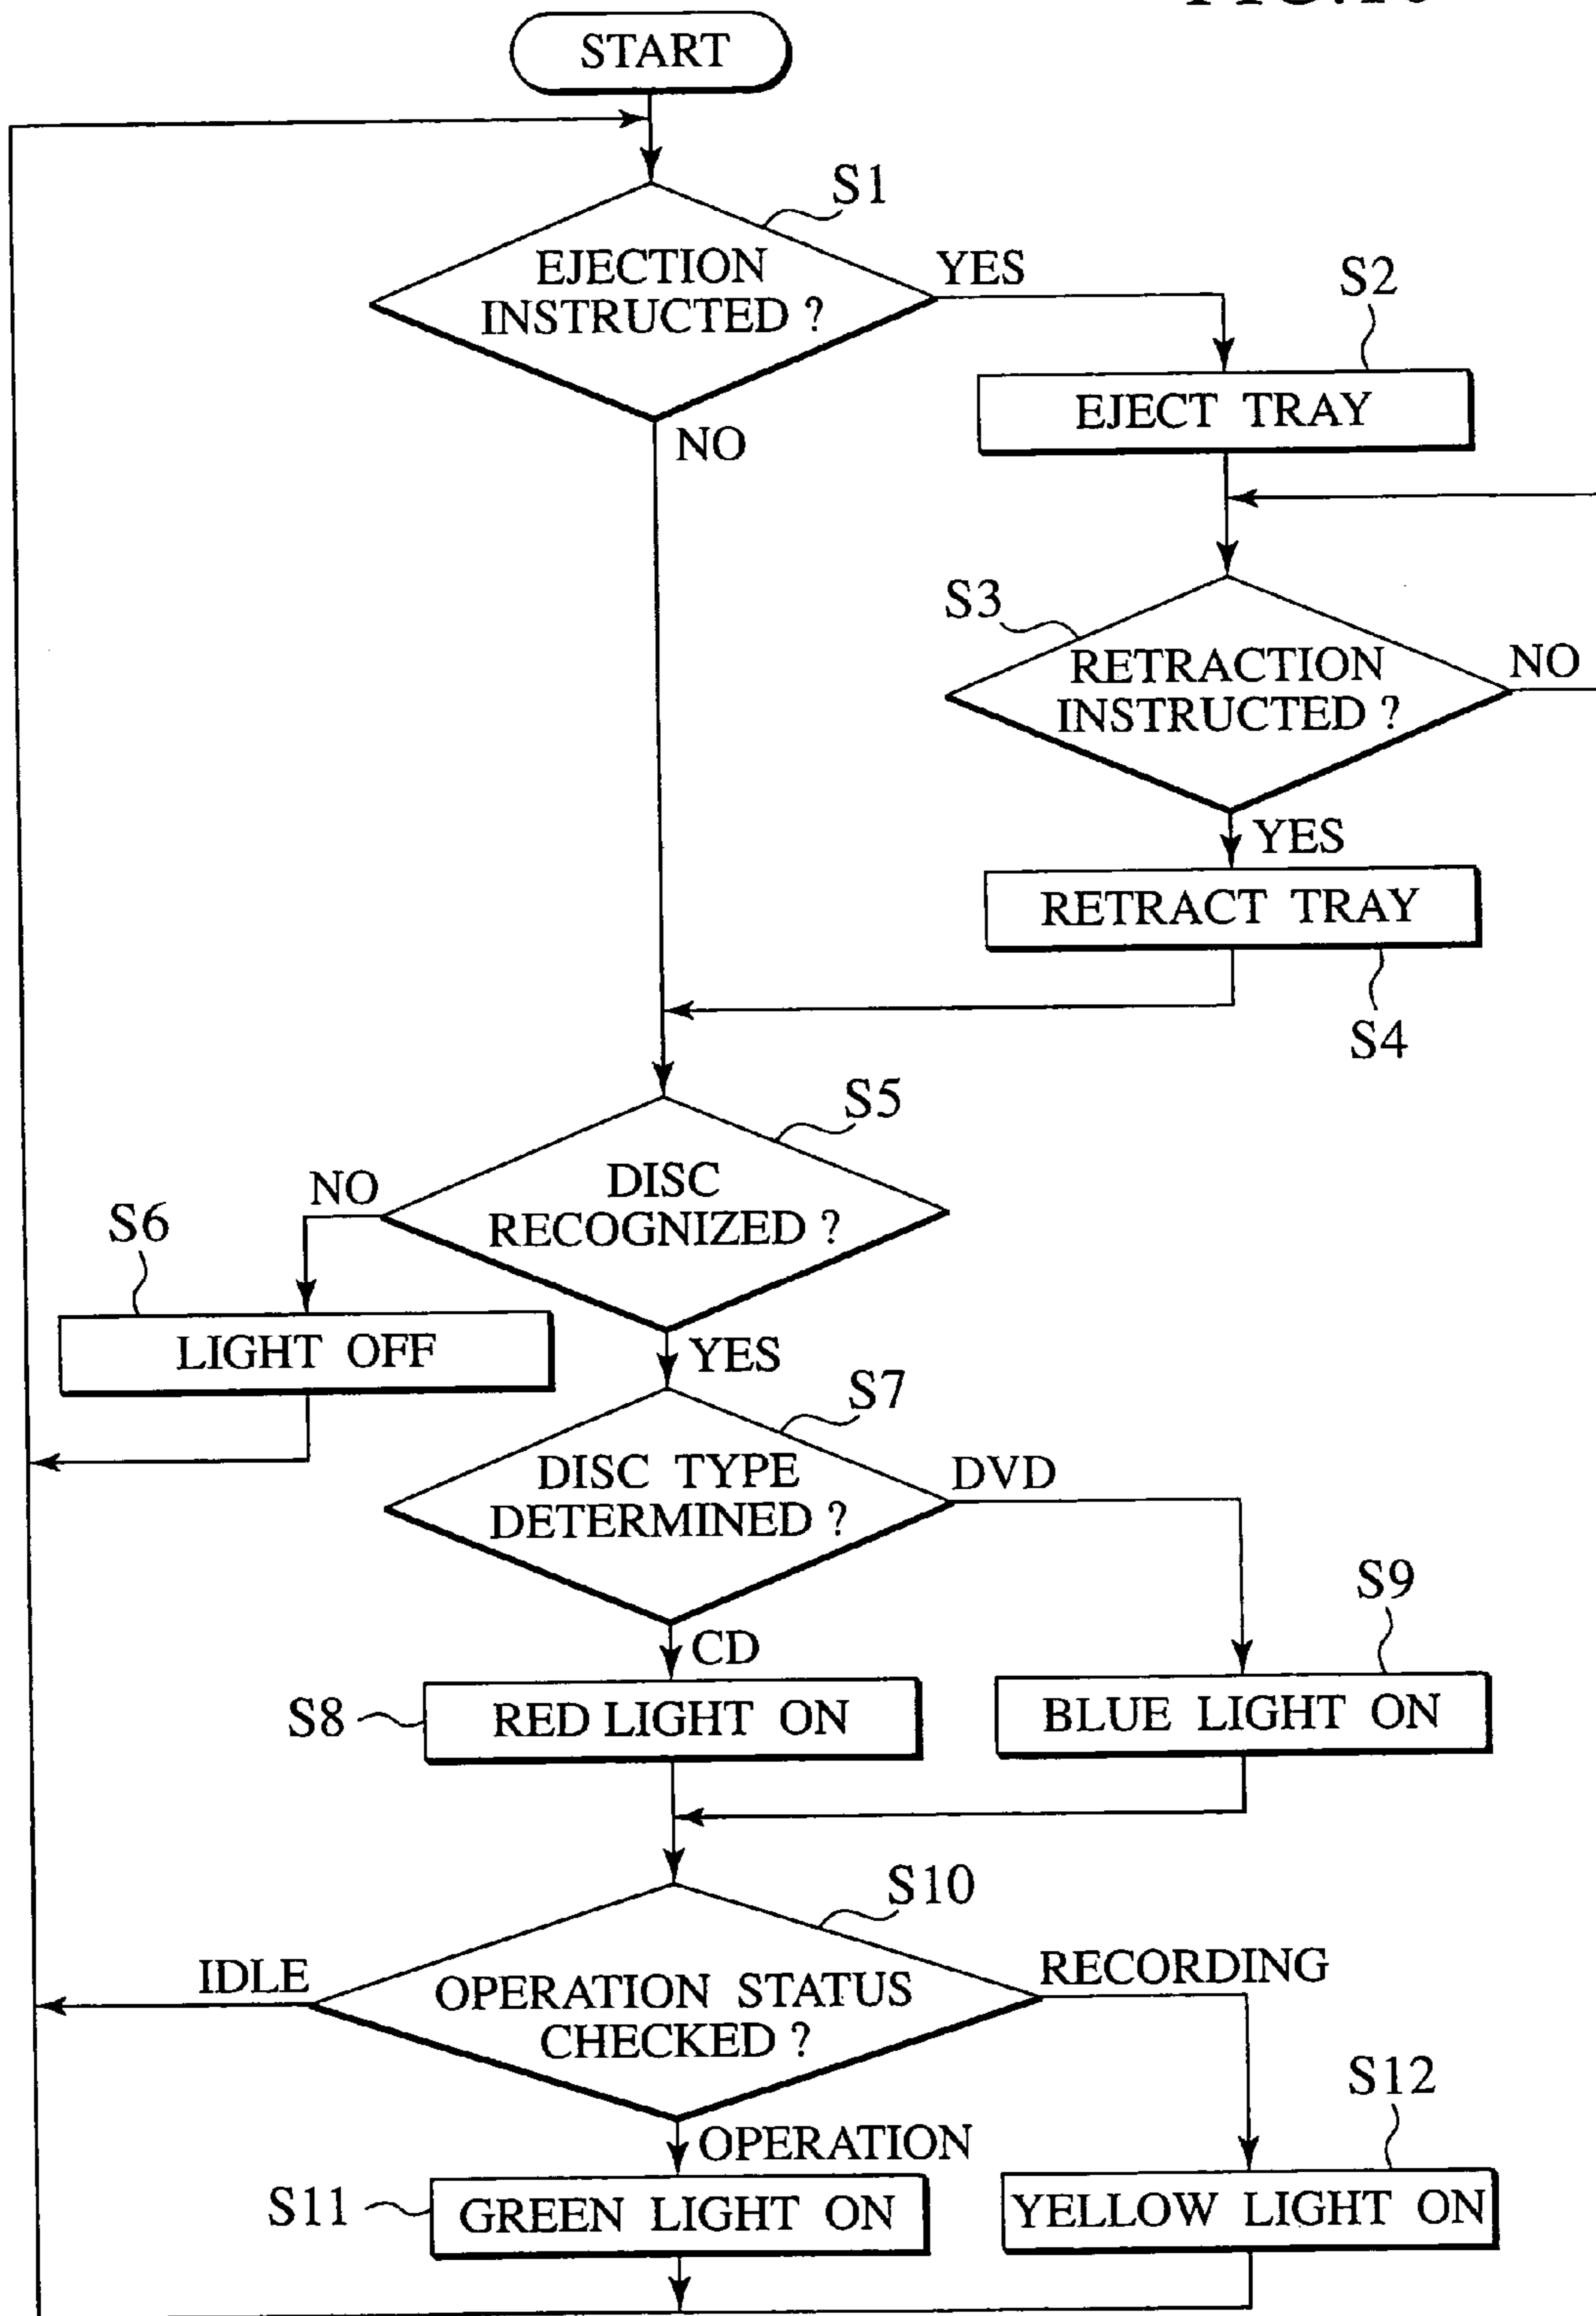 START
S1
EJECTION
INSTRUCTED ?
YES
NO
S2
EJECT TRAY
S3
RETRACTION
INSTRUCTED ?
NO
YES
RETRACT TRAY
S4
S5
DISC
RECOGNIZED ?
NO
S6
LIGHT OFF
YES
S7
DISC TYPE
DETERMINED ?
DVD
CD
S8
RED LIGHT ON
S9
BLUE LIGHT ON
S10
OPERATION STATUS
CHECKED ?
IDLE
RECORDING
OPERATION
S11
GREEN LIGHT ON
S12
YELLOW LIGHT ON